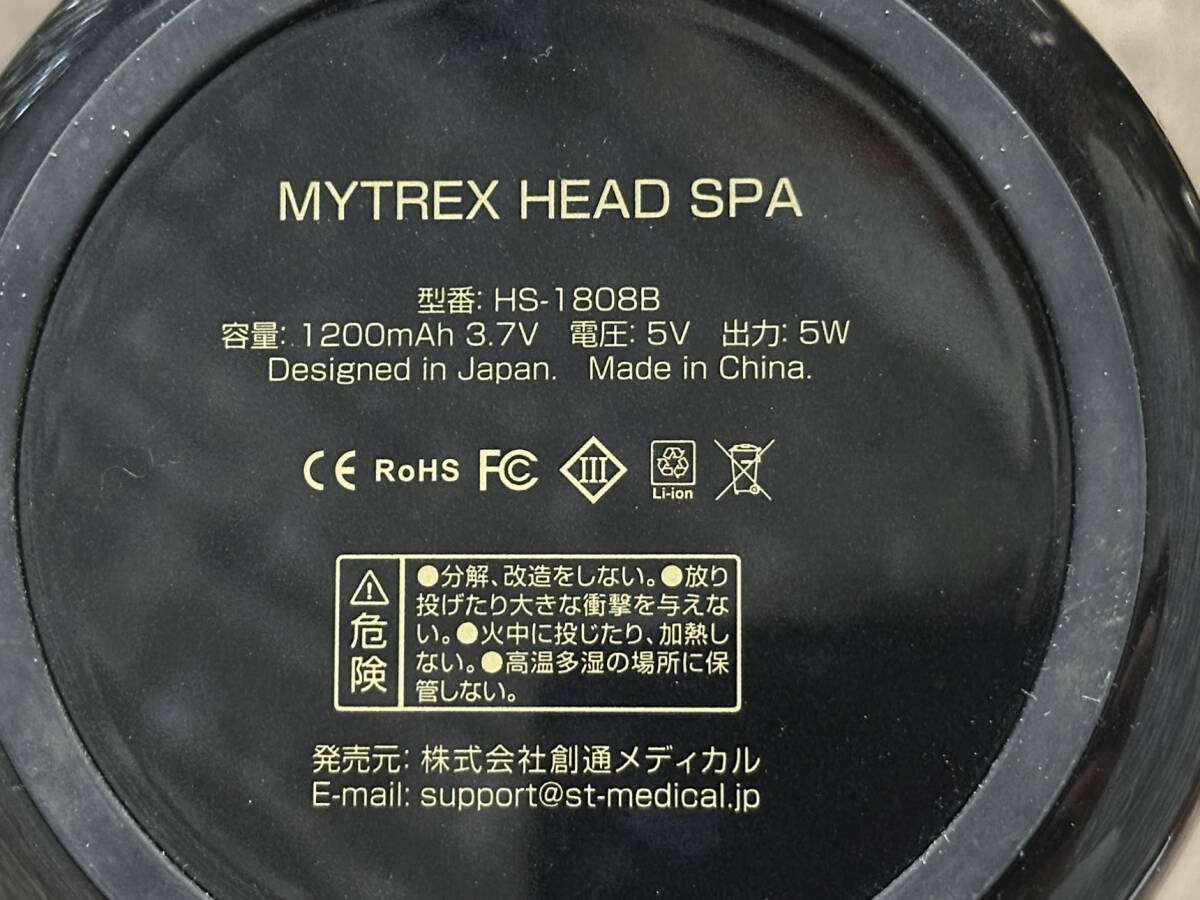 MYTREX HEAD SPA
型番: HS-1808B
容量: 1200mAh 3.7V　電圧: 5V　出力: 5W
Designed in Japan.　Made in China.
CE RoHS FC III Li-ion
危険
●分解、改造をしない。●放り
投げたり大きな衝撃を与えな
い。●火中に投じたり、加熱し
ない。●高温多湿の場所に保
管しない。
発売元: 株式会社創通メディカル
E-mail: support@st-medical.jp